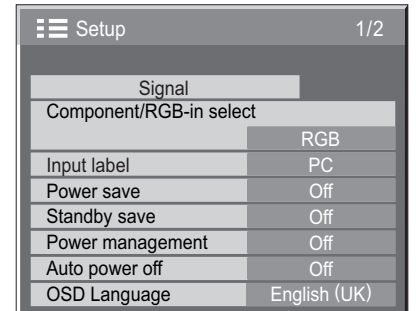 Setup 1/2
Signal
Component/RGB-in select
RGB
Input label PC
Power save Off
Standby save Off
Power management Off
Auto power off Off
OSD Language English (UK)